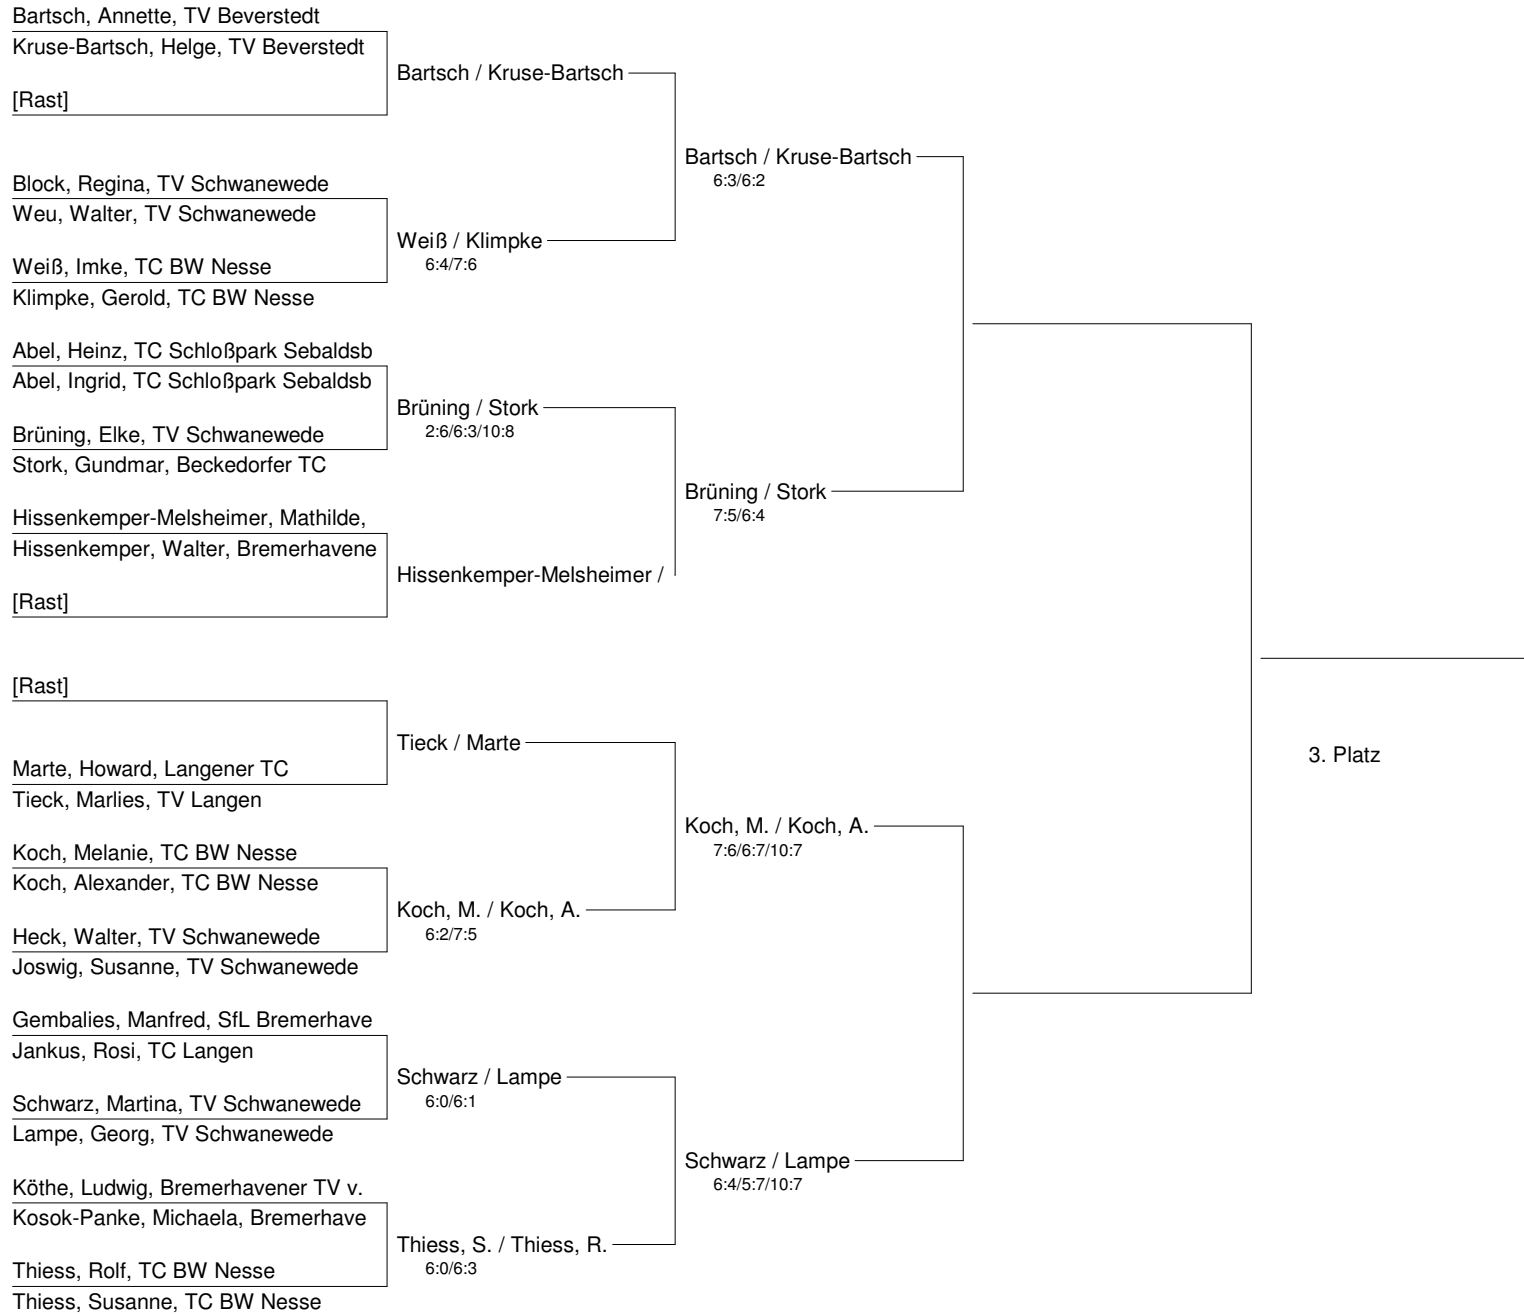 Bartsch, Annette, TV Beverstedt
Kruse-Bartsch, Helge, TV Beverstedt
[Rast]
Block, Regina, TV Schwanewede
Weu, Walter, TV Schwanewede
Weiß, Imke, TC BW Nesse
Klimpke, Gerold, TC BW Nesse
Abel, Heinz, TC Schloßpark Sebaldsb
Abel, Ingrid, TC Schloßpark Sebaldsb
Brüning, Elke, TV Schwanewede
Stork, Gundmar, Beckedorfer TC
Hissenkemper-Melsheimer, Mathilde,
Hissenkemper, Walter, Bremerhavene
[Rast]
[Rast]
Marte, Howard, Langener TC
Tieck, Marlies, TV Langen
Koch, Melanie, TC BW Nesse
Koch, Alexander, TC BW Nesse
Heck, Walter, TV Schwanewede
Joswig, Susanne, TV Schwanewede
Gembalies, Manfred, SfL Bremerhave
Jankus, Rosi, TC Langen
Schwarz, Martina, TV Schwanewede
Lampe, Georg, TV Schwanewede
Köthe, Ludwig, Bremerhavener TV v.
Kosok-Panke, Michaela, Bremerhave
Thiess, Rolf, TC BW Nesse
Thiess, Susanne, TC BW Nesse
Bartsch / Kruse-Bartsch
Weiß / Klimpke
6:4/7:6
Brüning / Stork
2:6/6:3/10:8
Hissenkemper-Melsheimer /
Tieck / Marte
Koch, M. / Koch, A.
6:2/7:5
Schwarz / Lampe
6:0/6:1
Thiess, S. / Thiess, R.
6:0/6:3
Bartsch / Kruse-Bartsch
6:3/6:2
Brüning / Stork
7:5/6:4
Koch, M. / Koch, A.
7:6/6:7/10:7
Schwarz / Lampe
6:4/5:7/10:7
3. Platz